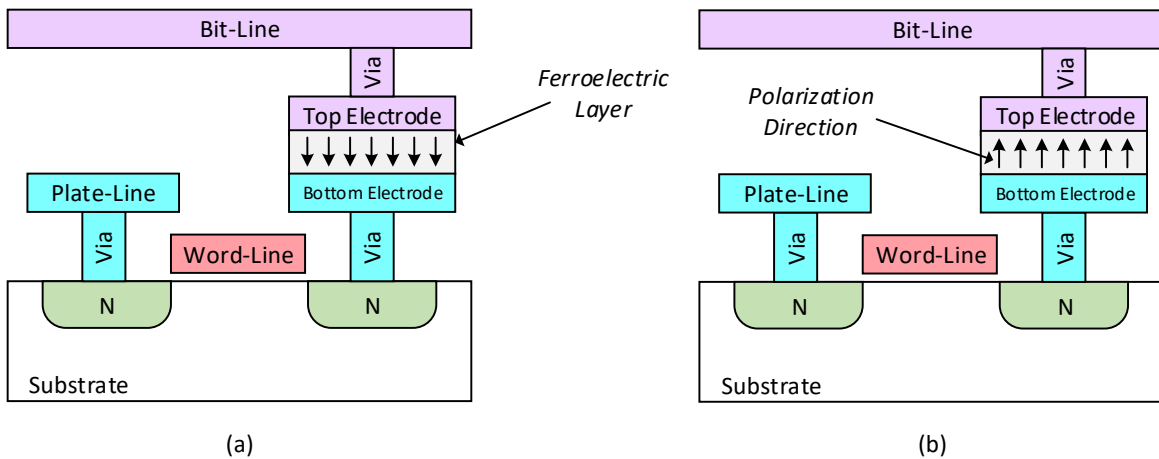 Bit-Line
Via
Ferroelectric
Layer
Top Electrode
Plate-Line
Bottom Electrode
Via
Word-Line
Via
N
N
Substrate
(a)
Bit-Line
Via
Polarization
Direction
Top Electrode
Plate-Line
Bottom Electrode
Via
Word-Line
Via
N
N
Substrate
(b)